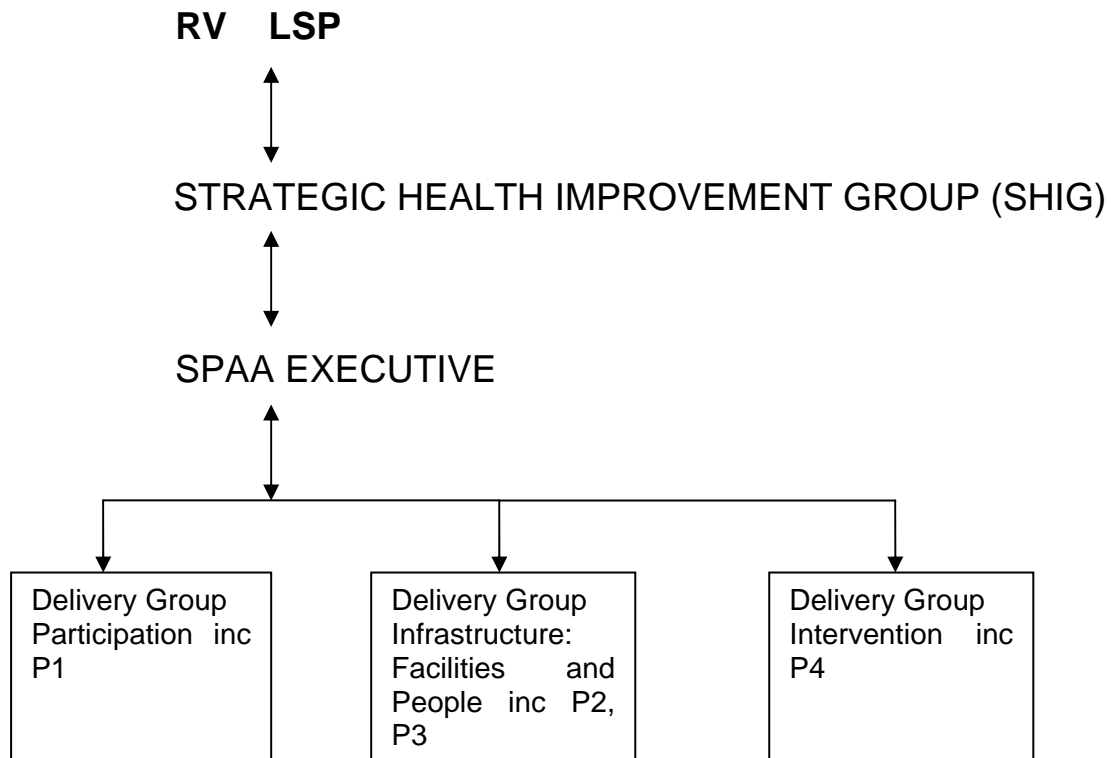 RV LSP
STRATEGIC HEALTH IMPROVEMENT GROUP (SHIG)
SPAA EXECUTIVE
Delivery Group
Participation inc
P1
Delivery Group
Infrastructure:
Facilities and
People inc P2,
P3
Delivery Group
Intervention inc
P4